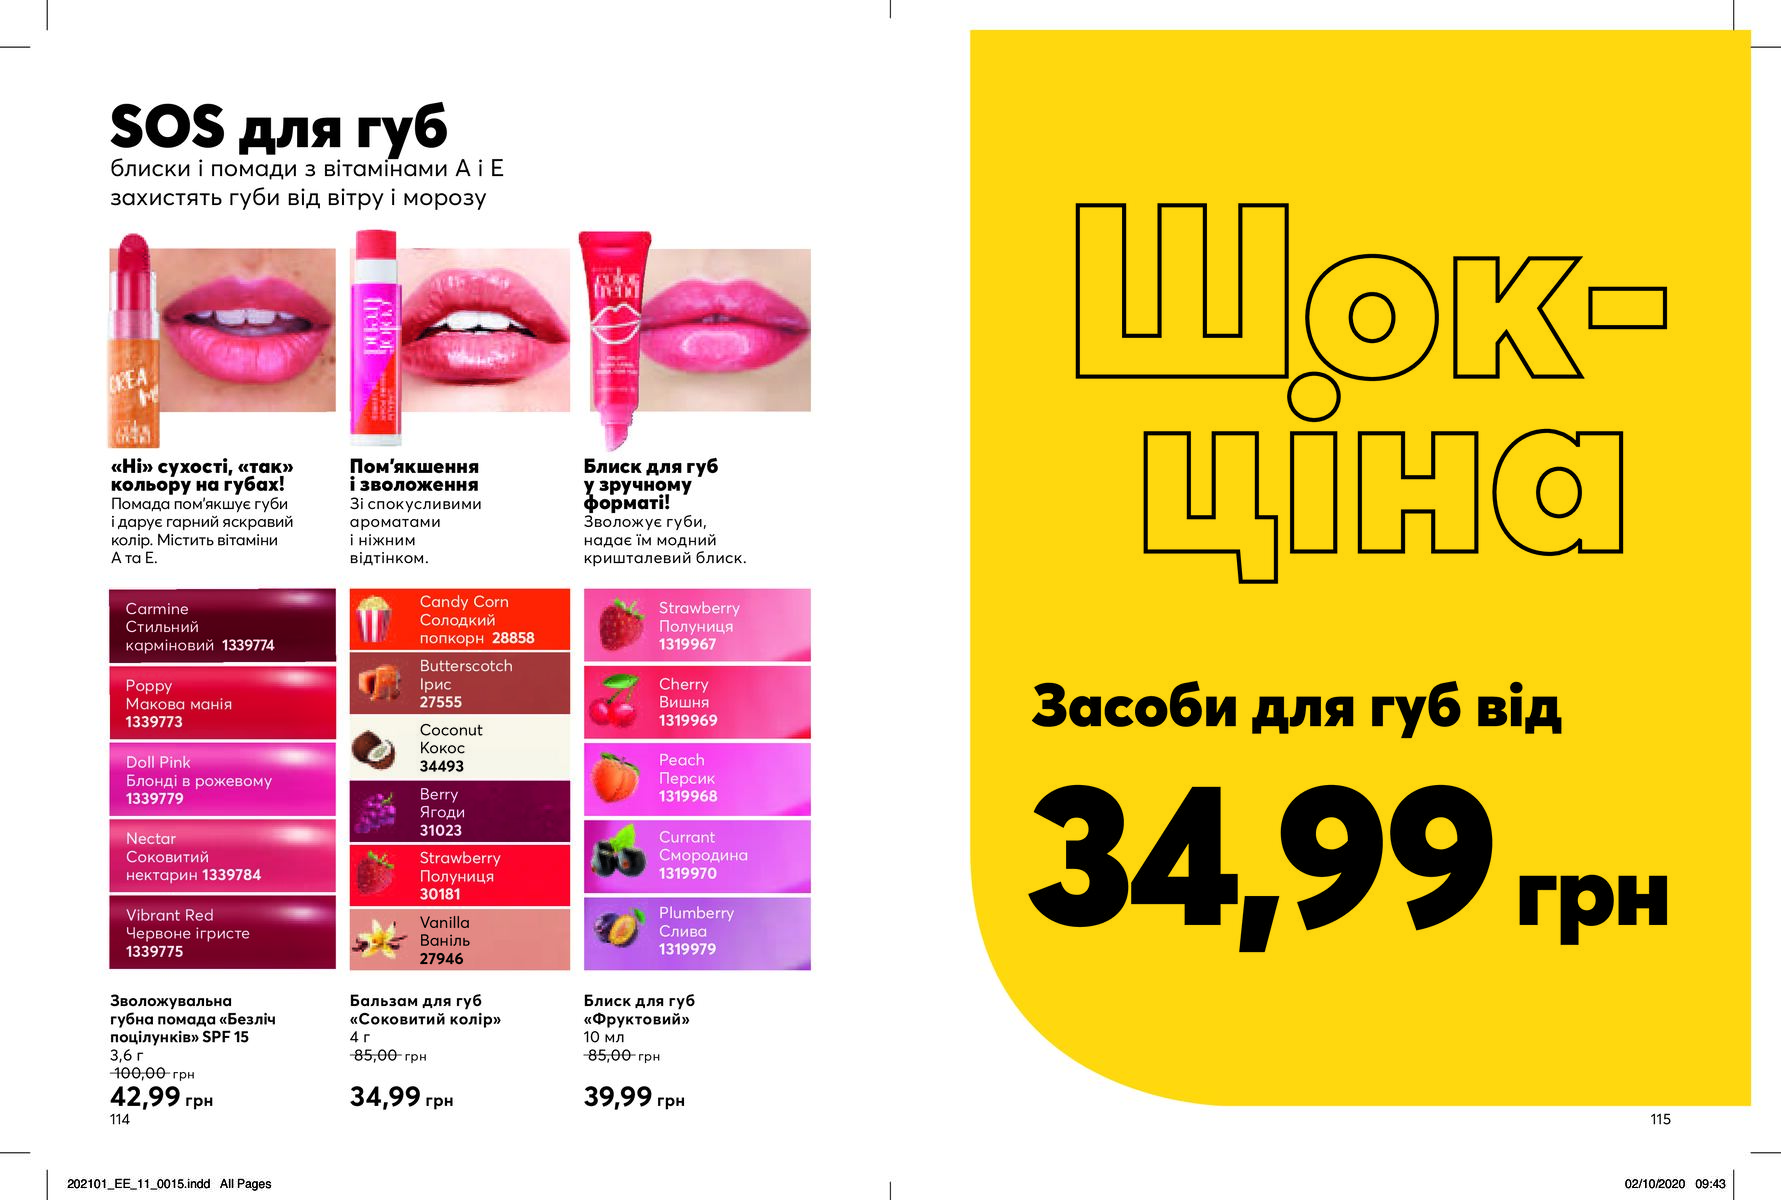 SOS для губ
блиски і помади з вітамінами А і Е
захистять губи від вітру і морозу
«Ні» сухості, «так»
кольору на губах!
Помада пом'якшує губи
і дарує гарний яскравий
колір. Містить вітаміни
А та Е.
Carmine
Стильний
карміновий 1339774
Poppy
Макова манія
1339773
Doll Pink
Блонді в рожевому
1339779
Nectar
Соковитий
нектарин 1339784
Vibrant Red
Червоне ігристе
1339775
Зволожувальна
губна помада «Безліч
поцілунків» SPF 15
3,6 г
100,00 грн
42,99 грн
114
Пом'якшення
і зволоження
Зі спокусливими
ароматами
і ніжним
відтінком.
Candy Corn
Солодкий
попкорн 28858
Butterscotch
Ірис
27555
Coconut
Кокос
34493
Berry
Ягоди
31023
Strawberry
Полуниця
30181
Vanilla
Ваніль
27946
Бальзам для губ
«Соковитий колір»
4 г
85,00 грн
34,99 грн
color
trend
Блиск для губ
у зручному
форматі!
Зволожує губи,
надає їм модний
кришталевий блиск.
Strawberry
Полуниця
1319967
Cherry
Вишня
1319969
Peach
Персик
1319968
Currant
Смородина
1319970
Plumberry
Слива
1319979
Блиск для губ
«Фруктовий»
10 мл
85,00 грн
39,99 грн
Шок-
ціна
Засоби для губ від
34,99 грн
115
202101_EE_11_0015.indd All Pages
02/10/2020 09:43